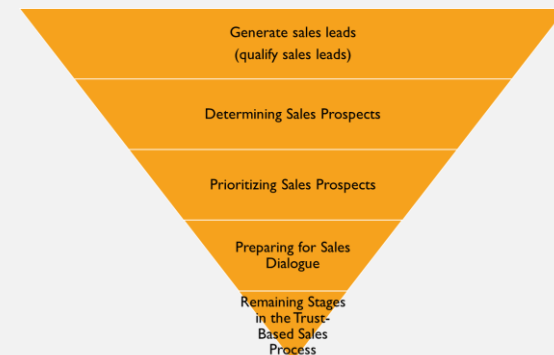 Generate sales leads
(qualify sales leads)
Determining Sales Prospects
Prioritizing Sales Prospects
Preparing for Sales
Dialogue
Remaining Stages
in the Trust-
Based Sales
Process